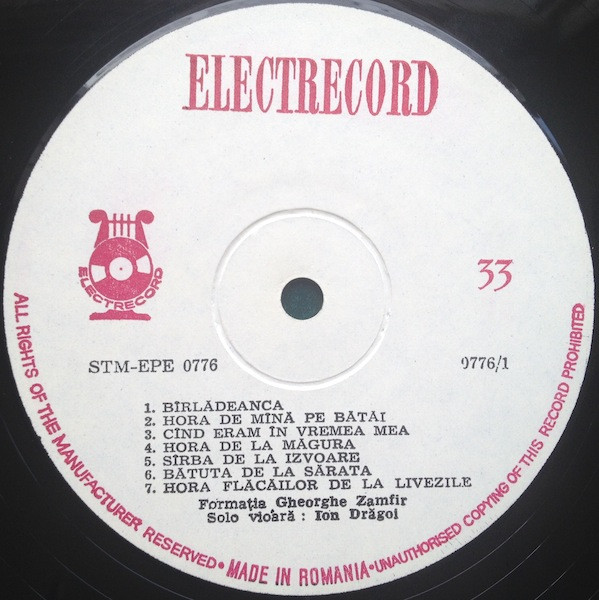 ELECTRECORD
ELECTRECORD
33
STM-EPE 0776
0776/1
1. BÎRLĂDEANCA
2. HORA DE MÎNĂ PE BĂTĂI
3. CÎND ERAM ÎN VREMEA MEA
4. HORA DE LA MĂGURA
5. SÎRBA DE LA IZVOARE
6. BĂTUTA DE LA SĂRATA
7. HORA FLĂCĂILOR DE LA LIVEZILE
Formaţia Gheorghe Zamfir
Solo vioară : Ion Drăgoi
ALL RIGHTS OF THE MANUFACTURER RESERVED • MADE IN ROMANIA • UNAUTHORISED COPYING OF THIS RECORD PROHIBITED